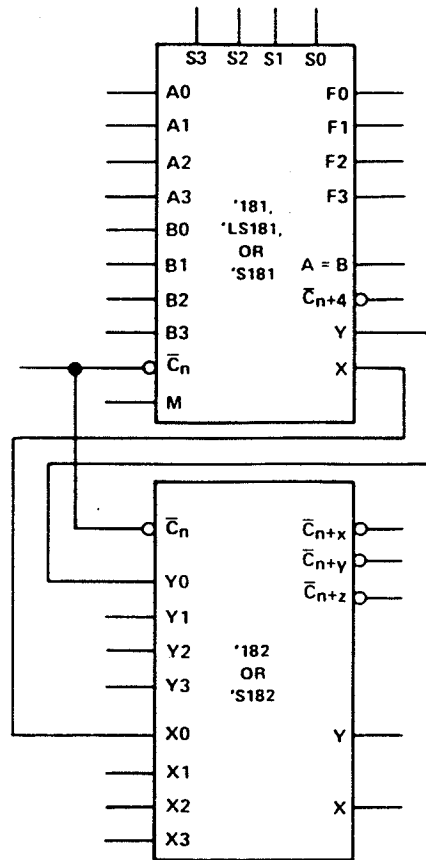 S3 S2 S1 S0
A0 F0
A1 F1
A2 F2
A3 F3
'181,
'LS181,
OR
'S181
B0
B1 A = B
B2 C̅n+4
B3 Y
C̅n X
M
C̅n C̅n+x
C̅n+y
Y0 C̅n+z
Y1
Y2
Y3
'182
OR
'S182
X0 Y
X1
X2 X
X3